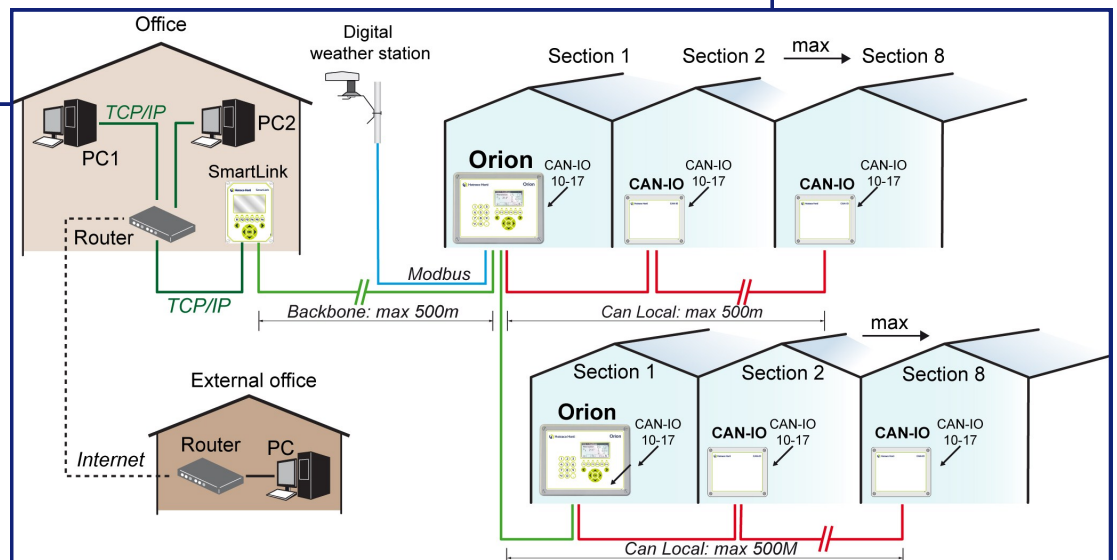 Office
Digital
weather station
Section 1
Section 2
max
Section 8
TCP/IP
PC1
PC2
SmartLink
Router
TCP/IP
Orion
CAN-IO
10-17
CAN-IO
CAN-IO
10-17
CAN-IO
CAN-IO
10-17
Orion
Modbus
Backbone: max 500m
Can Local: max 500m
External office
Router
PC
Internet
max
Section 1
Section 2
Section 8
Orion
CAN-IO
10-17
CAN-IO
CAN-IO
10-17
CAN-IO
CAN-IO
10-17
Orion
Can Local: max 500M